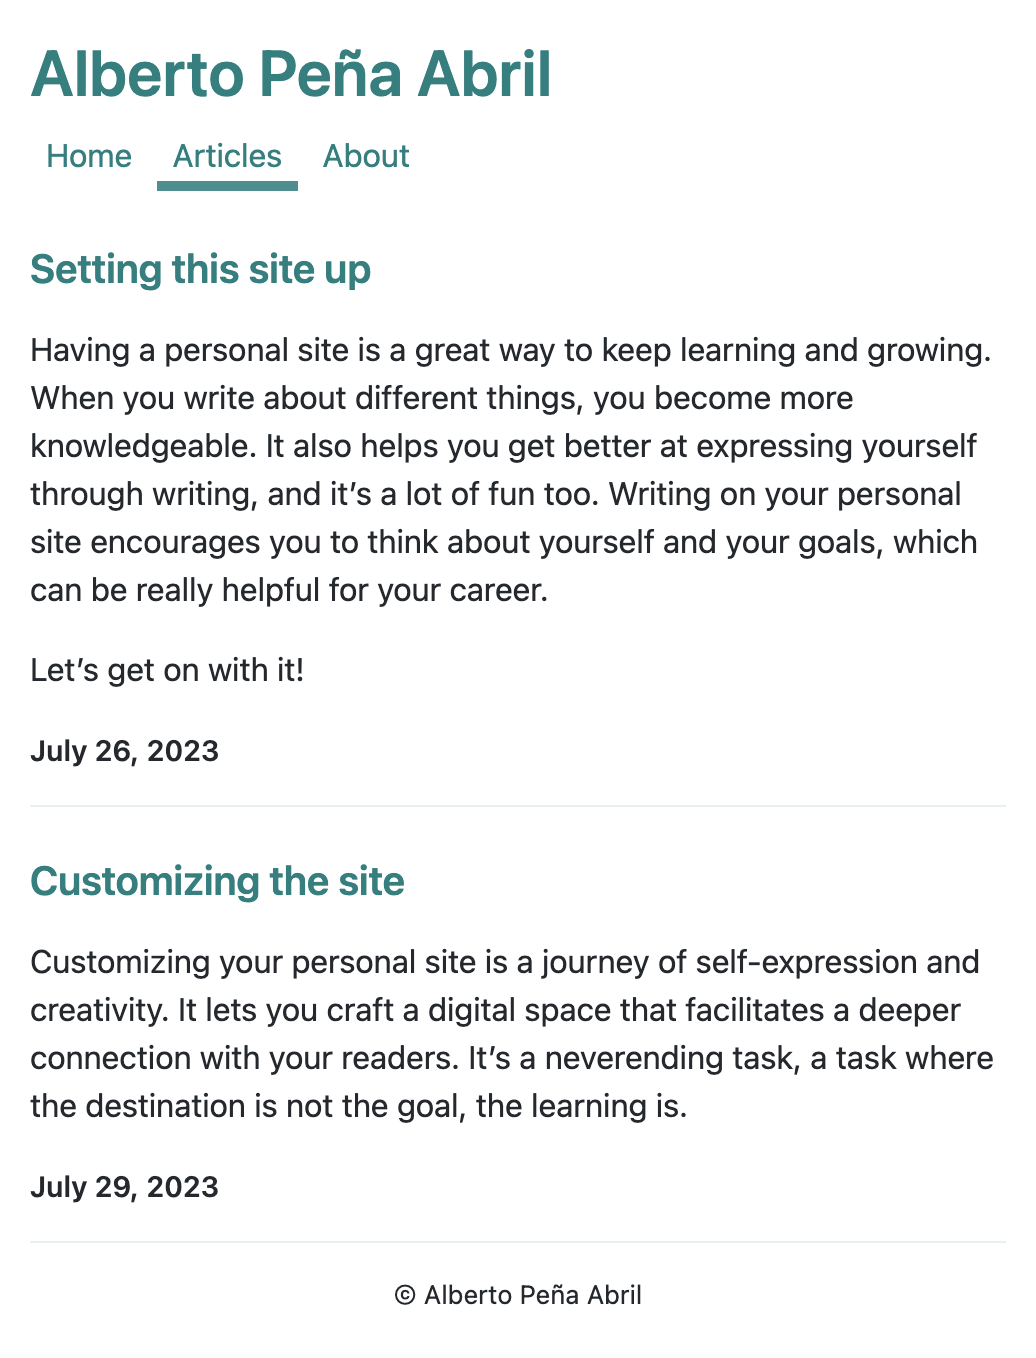 Alberto Peña Abril
Home Articles About
Setting this site up
Having a personal site is a great way to keep learning and growing.
When you write about different things, you become more
knowledgeable. It also helps you get better at expressing yourself
through writing, and it’s a lot of fun too. Writing on your personal
site encourages you to think about yourself and your goals, which
can be really helpful for your career.
Let’s get on with it!
July 26, 2023
Customizing the site
Customizing your personal site is a journey of self-expression and
creativity. It lets you craft a digital space that facilitates a deeper
connection with your readers. It’s a neverending task, a task where
the destination is not the goal, the learning is.
July 29, 2023
© Alberto Peña Abril